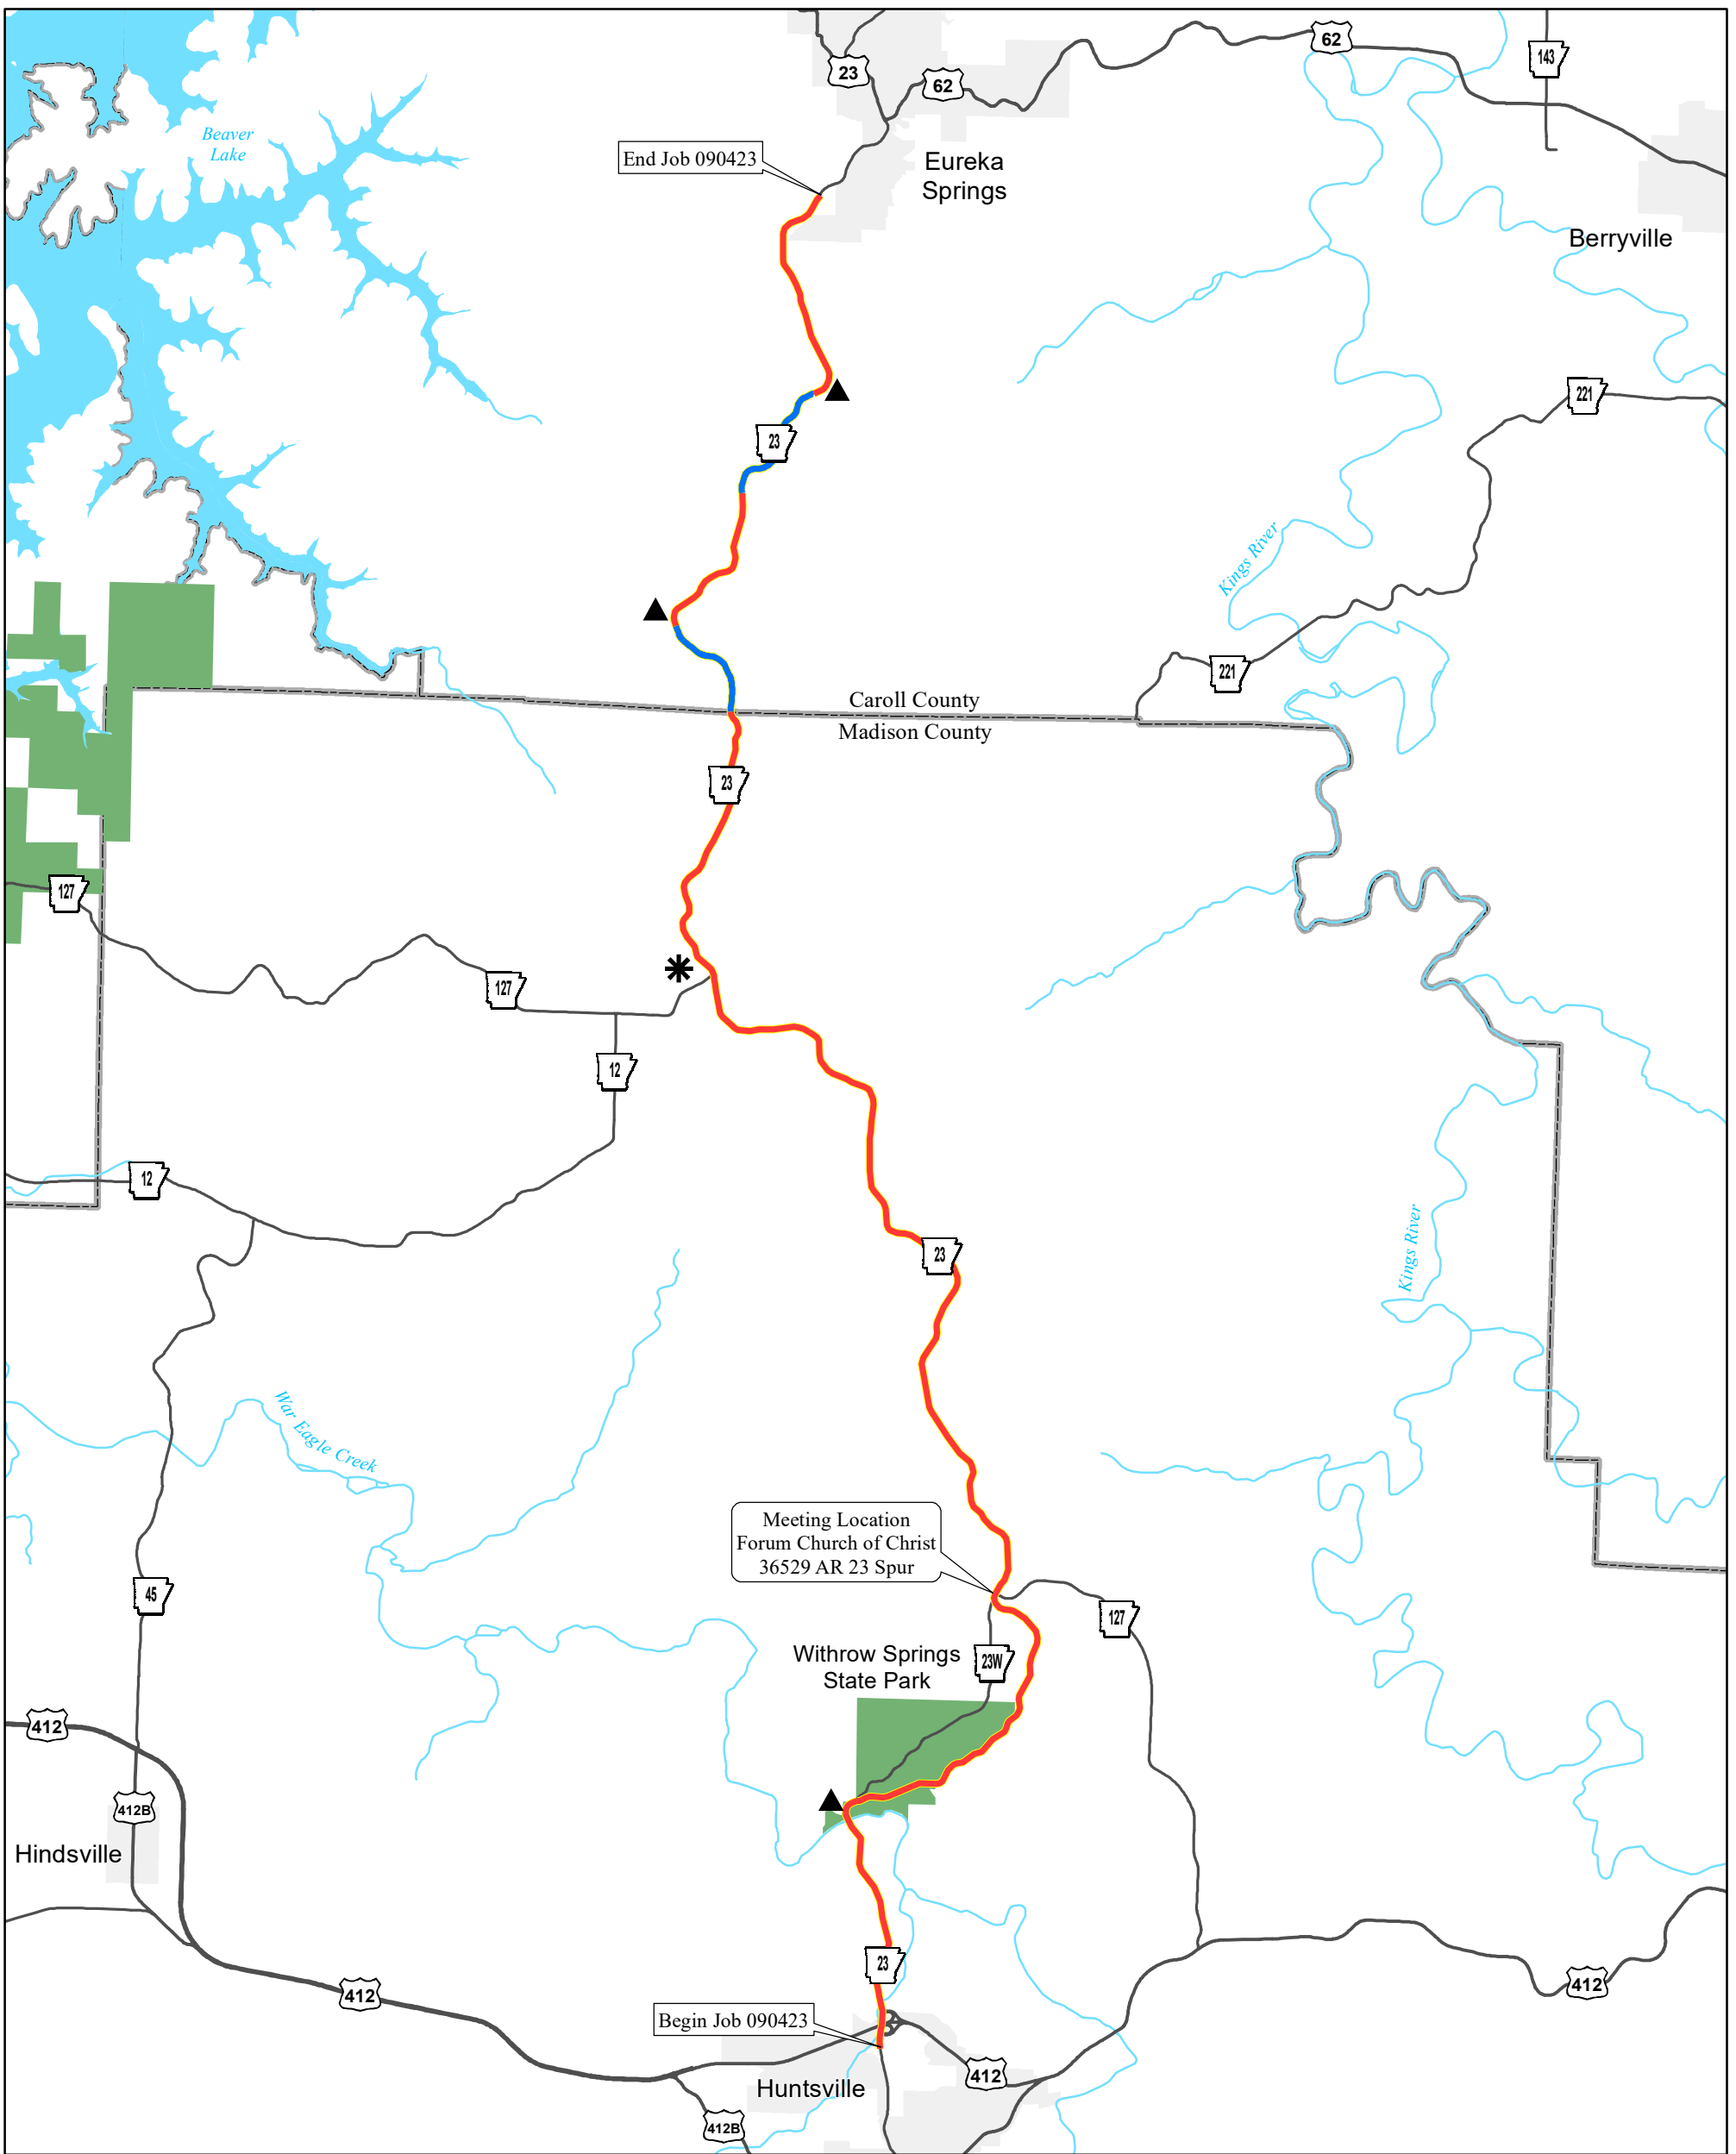 62
143
23
62
Beaver
Lake
End Job 090423
Eureka
Springs
Berryville
221
23
Kings River
221
Caroll County
Madison County
23
127
127
12
12
23
Kings River
War Eagle Creek
Meeting Location
Forum Church of Christ
36529 AR 23 Spur
45
127
Withrow Springs
State Park
23W
412
412B
Hindsville
23
412
412
Begin Job 090423
412
Huntsville
412B